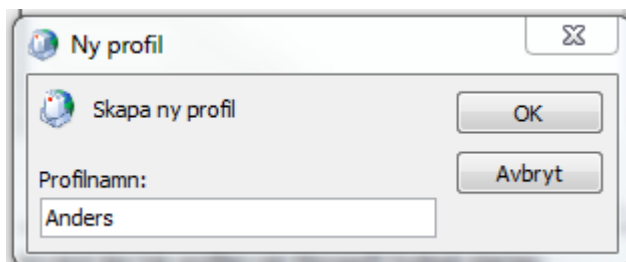 Ny profil
Skapa ny profil
OK
Avbryt
Profilnamn:
Anders